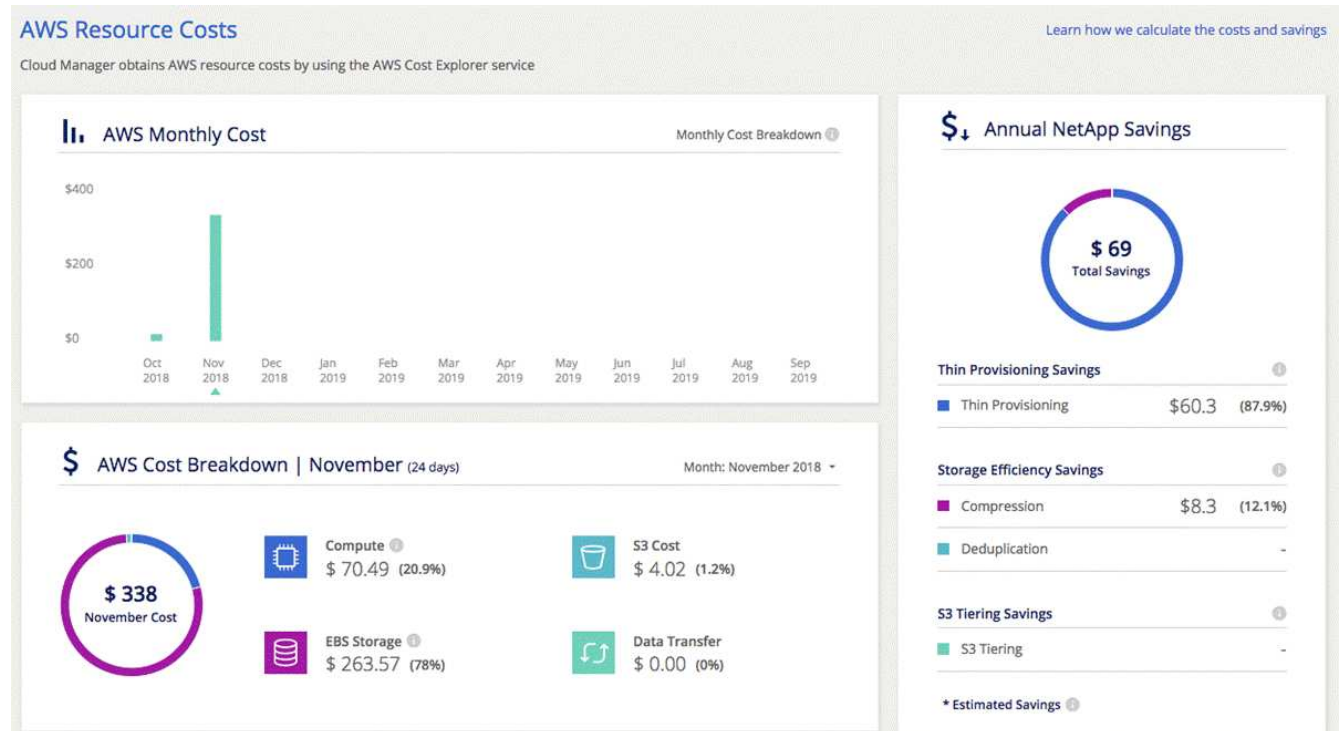 AWS Resource Costs
Learn how we calculate the costs and savings
Cloud Manager obtains AWS resource costs by using the AWS Cost Explorer service
AWS Monthly Cost
Monthly Cost Breakdown
$400
$200
$0
Oct 2018
Nov 2018
Dec 2018
Jan 2019
Feb 2019
Mar 2019
Apr 2019
May 2019
Jun 2019
Jul 2019
Aug 2019
Sep 2019
$ AWS Cost Breakdown | November (24 days)
Month: November 2018
$ 338
November Cost
Compute
$ 70.49 (20.9%)
S3 Cost
$ 4.02 (1.2%)
EBS Storage
$ 263.57 (78%)
Data Transfer
$ 0.00 (0%)
$ Annual NetApp Savings
$ 69
Total Savings
Thin Provisioning Savings
Thin Provisioning $60.3 (87.9%)
Storage Efficiency Savings
Compression $8.3 (12.1%)
Deduplication -
S3 Tiering Savings
S3 Tiering -
* Estimated Savings